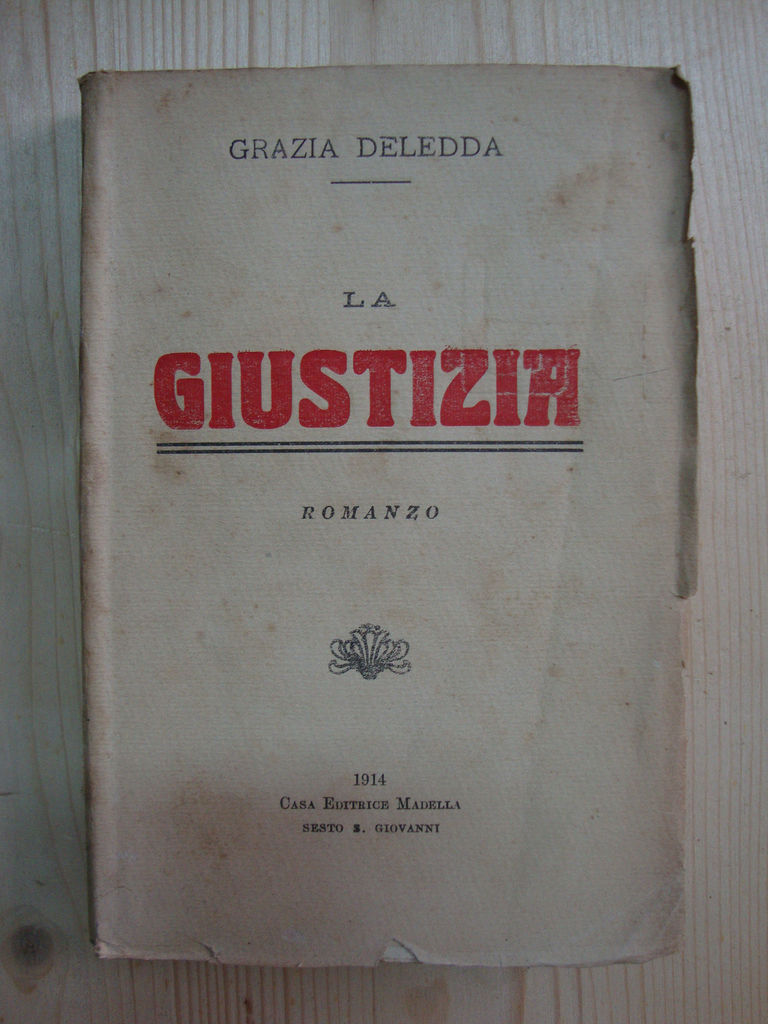 GRAZIA DELEDDA
LA
GIUSTIZIA
ROMANZO
1914
CASA EDITRICE MADELLA
SESTO S. GIOVANNI